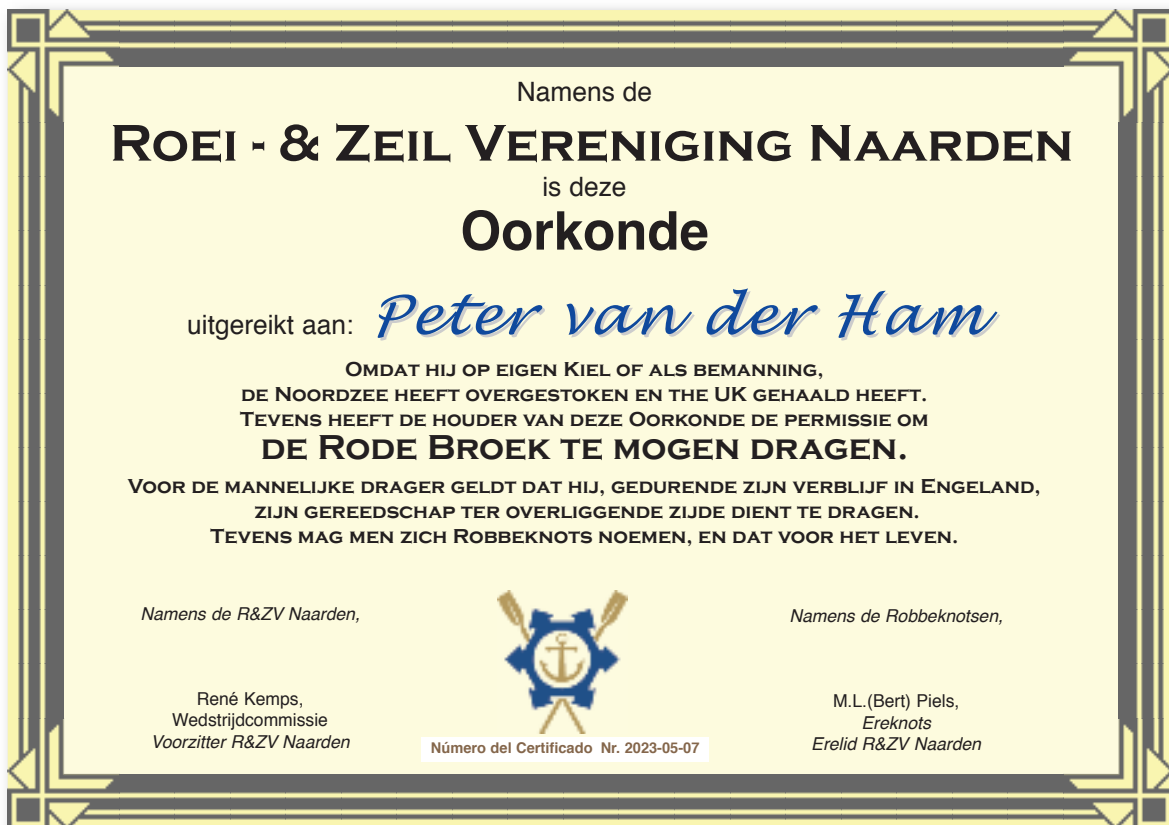 Namens de
ROEI - & ZEIL VERENIGING NAARDEN
is deze
Oorkonde
uitgereikt aan: Peter van der Ham
OMDAT HIJ OP EIGEN KIEL OF ALS BEMANNING,
DE NOORDZEE HEEFT OVERGESTOKEN EN THE UK GEHAALD HEEFT.
TEVENS HEEFT DE HOUDER VAN DEZE OORKONDE DE PERMISSIE OM
DE RODE BROEK TE MOGEN DRAGEN.
VOOR DE MANNELIJKE DRAGER GELDT DAT HIJ, GEDURENDE ZIJN VERBLIJF IN ENGELAND,
ZIJN GEREEDSCHAP TER OVERLIGGENDE ZIJDE DIENT TE DRAGEN.
TEVENS MAG MEN ZICH ROBBEKNOTS NOEMEN, EN DAT VOOR HET LEVEN.
Namens de R&ZV Naarden,
René Kemps,
Wedstrijdcommissie
Voorzitter R&ZV Naarden
Número del Certificado Nr. 2023-05-07
Namens de Robbeknotsen,
M.L.(Bert) Piels,
Ereknots
Erelid R&ZV Naarden